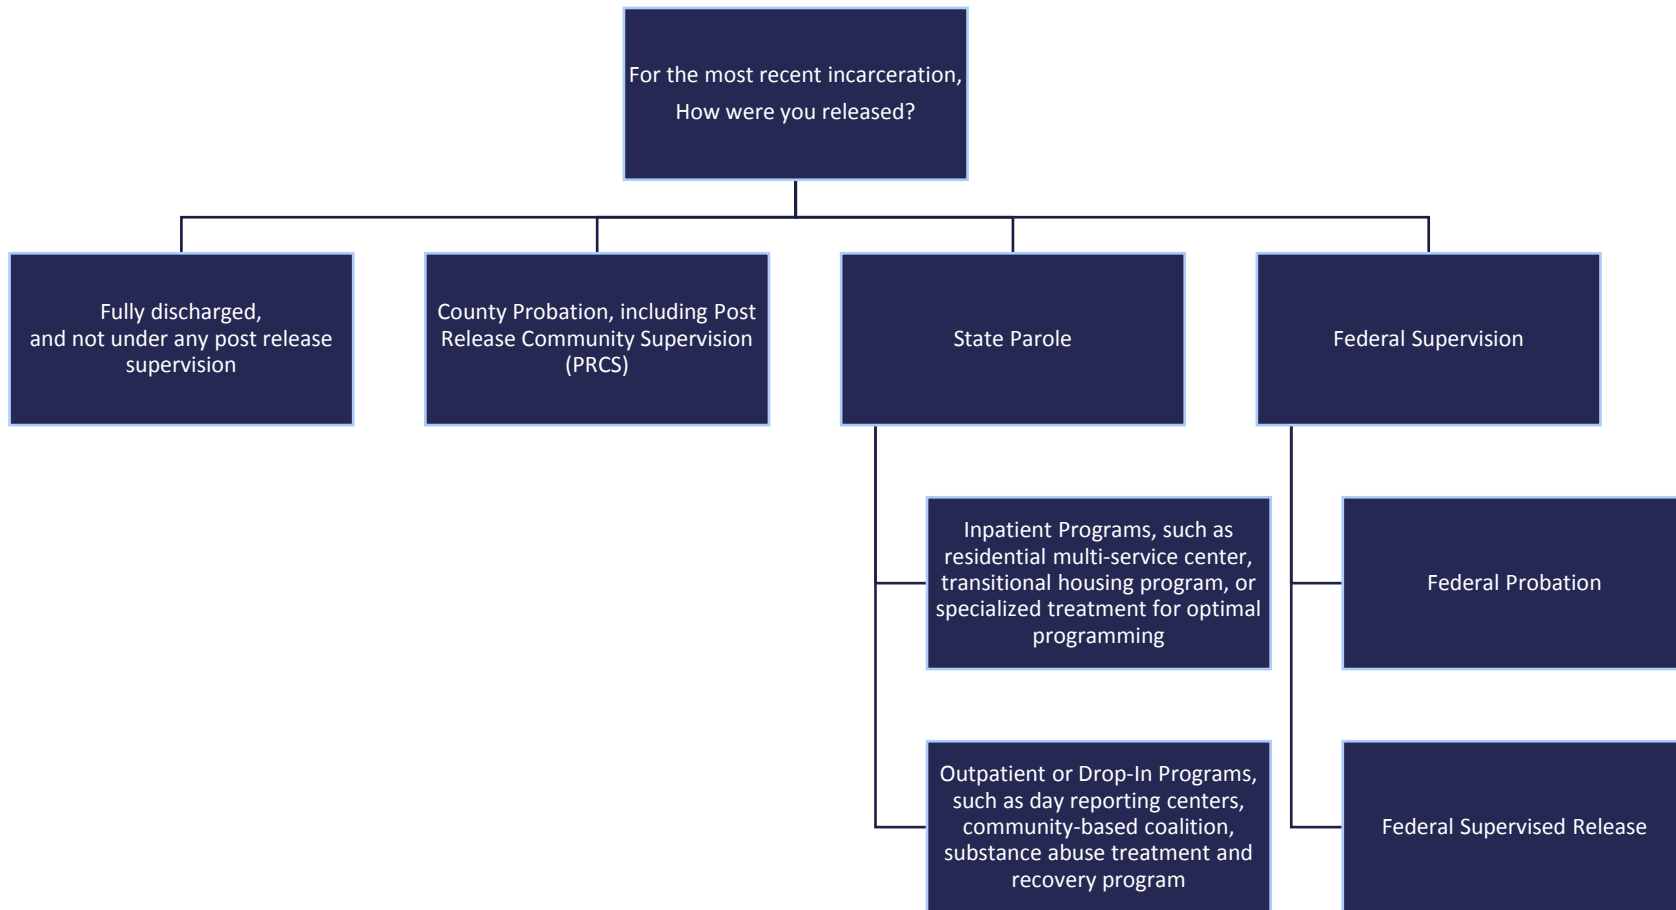 For the most recent incarceration,
How were you released?
Fully discharged,
and not under any post release
supervision
County Probation, including Post
Release Community Supervision
(PRCS)
State Parole
Federal Supervision
Inpatient Programs, such as
residential multi-service center,
transitional housing program, or
specialized treatment for optimal
programming
Federal Probation
Outpatient or Drop-In Programs,
such as day reporting centers,
community-based coalition,
substance abuse treatment and
recovery program
Federal Supervised Release